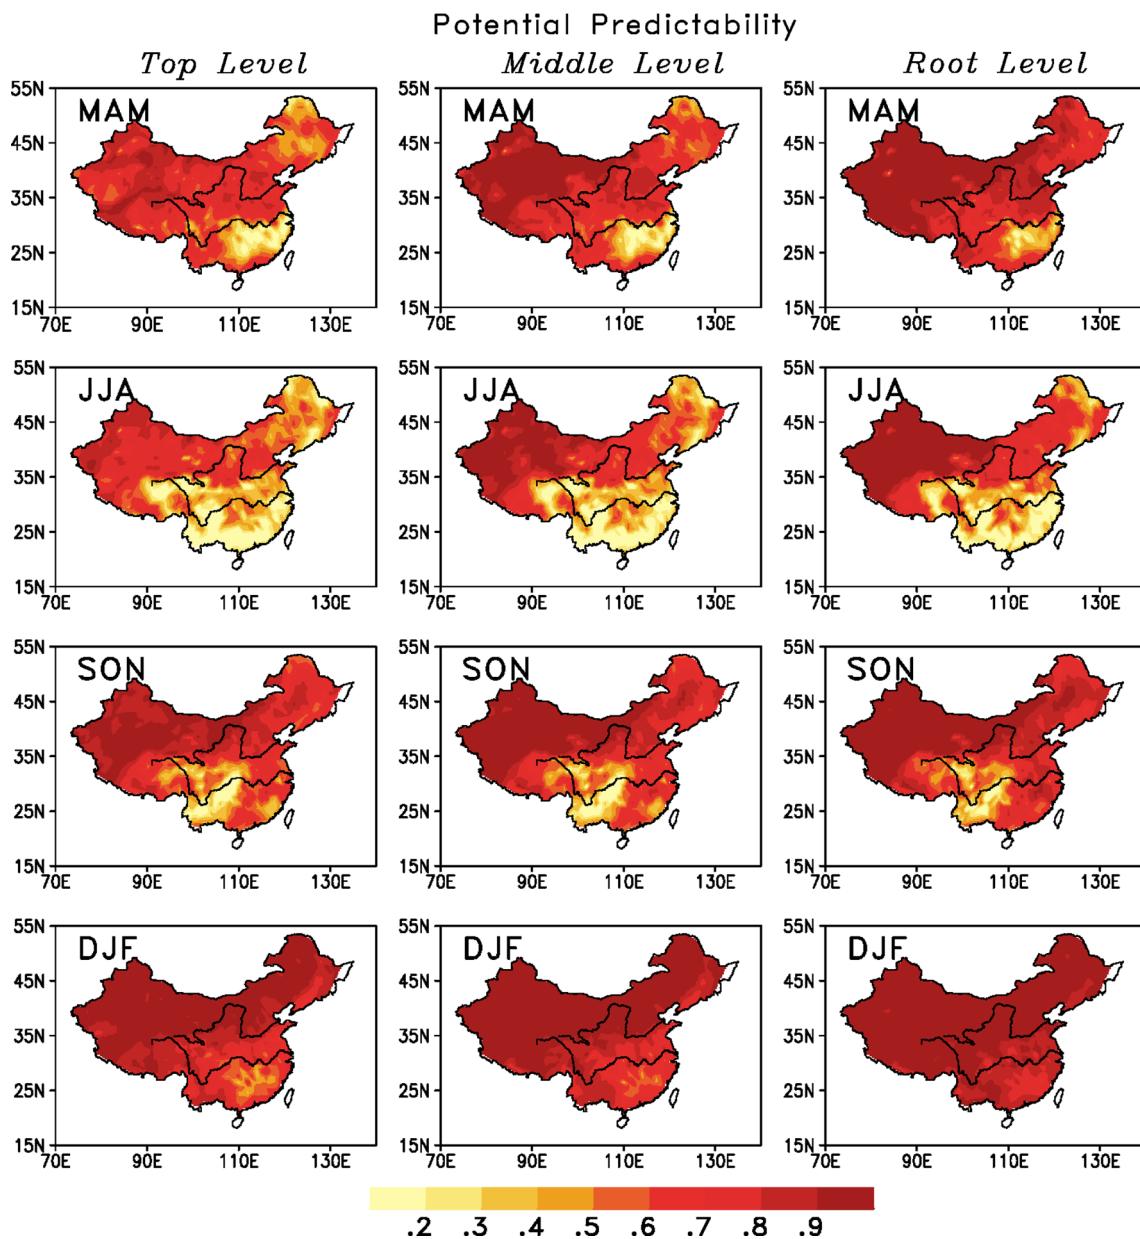 Potential Predictability
Top Level Middle Level Root Level
55N MAM 55N MAM 55N MAM
45N 45N 45N
35N 35N 35N
25N 25N 25N
15N 15N 15N
70E 90E 110E 130E 70E 90E 110E 130E 70E 90E 110E 130E
55N JJA 55N JJA 55N JJA
45N 45N 45N
35N 35N 35N
25N 25N 25N
15N 15N 15N
70E 90E 110E 130E 70E 90E 110E 130E 70E 90E 110E 130E
55N SON 55N SON 55N SON
45N 45N 45N
35N 35N 35N
25N 25N 25N
15N 15N 15N
70E 90E 110E 130E 70E 90E 110E 130E 70E 90E 110E 130E
55N DJF 55N DJF 55N DJF
45N 45N 45N
35N 35N 35N
25N 25N 25N
15N 15N 15N
70E 90E 110E 130E 70E 90E 110E 130E 70E 90E 110E 130E
.2 .3 .4 .5 .6 .7 .8 .9